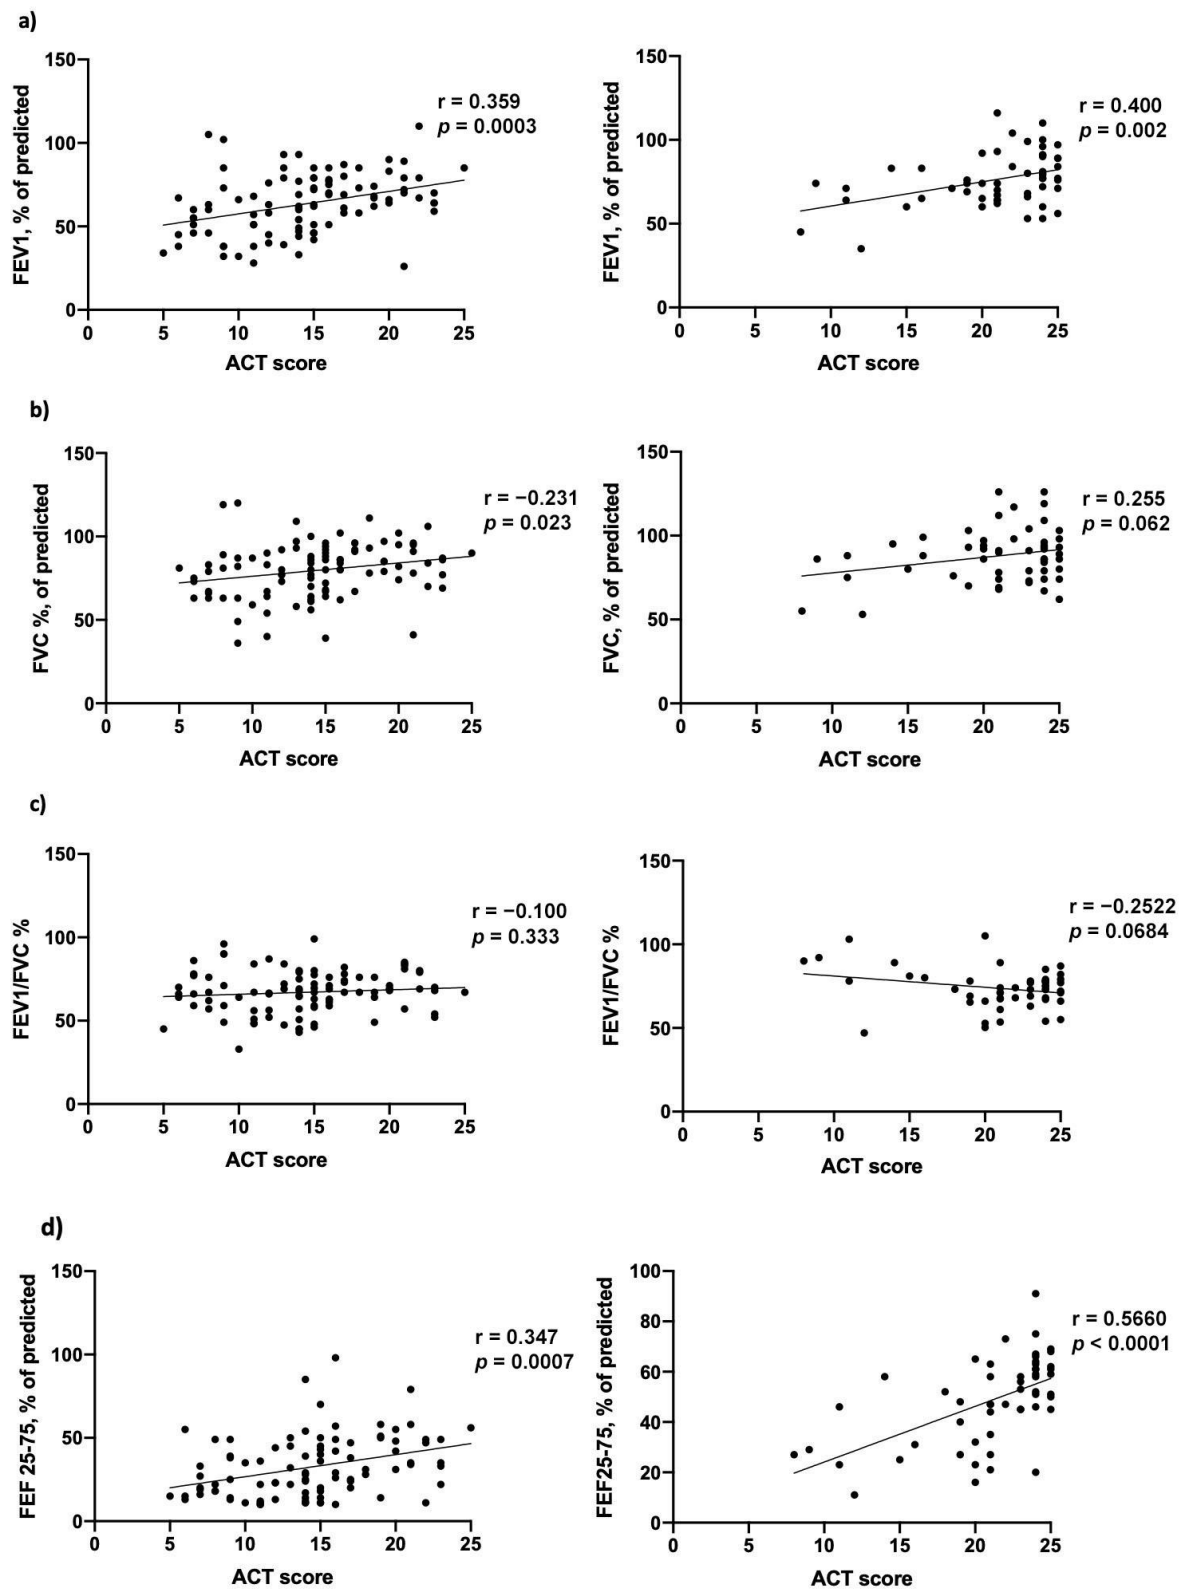 a)
150
100
50
0
FEV1, % of predicted
r = 0.359
p = 0.0003
0 5 10 15 20 25
ACT score
150
100
50
0
FEV1, % of predicted
r = 0.400
p = 0.002
0 5 10 15 20 25
ACT score
b)
150
100
50
0
FVC %, of predicted
r = −0.231
p = 0.023
0 5 10 15 20 25
ACT score
150
100
50
0
FVC, % of predicted
r = 0.255
p = 0.062
0 5 10 15 20 25
ACT score
c)
150
100
50
0
FEV1/FVC %
r = −0.100
p = 0.333
0 5 10 15 20 25
ACT score
150
100
50
0
FEV1/FVC %
r = −0.2522
p = 0.0684
0 5 10 15 20 25
ACT score
d)
150
100
50
0
FEF 25-75, % of predicted
r = 0.347
p = 0.0007
0 5 10 15 20 25
ACT score
100
80
60
40
20
0
FEF25-75, % of predicted
r = 0.5660
p < 0.0001
0 5 10 15 20 25
ACT score